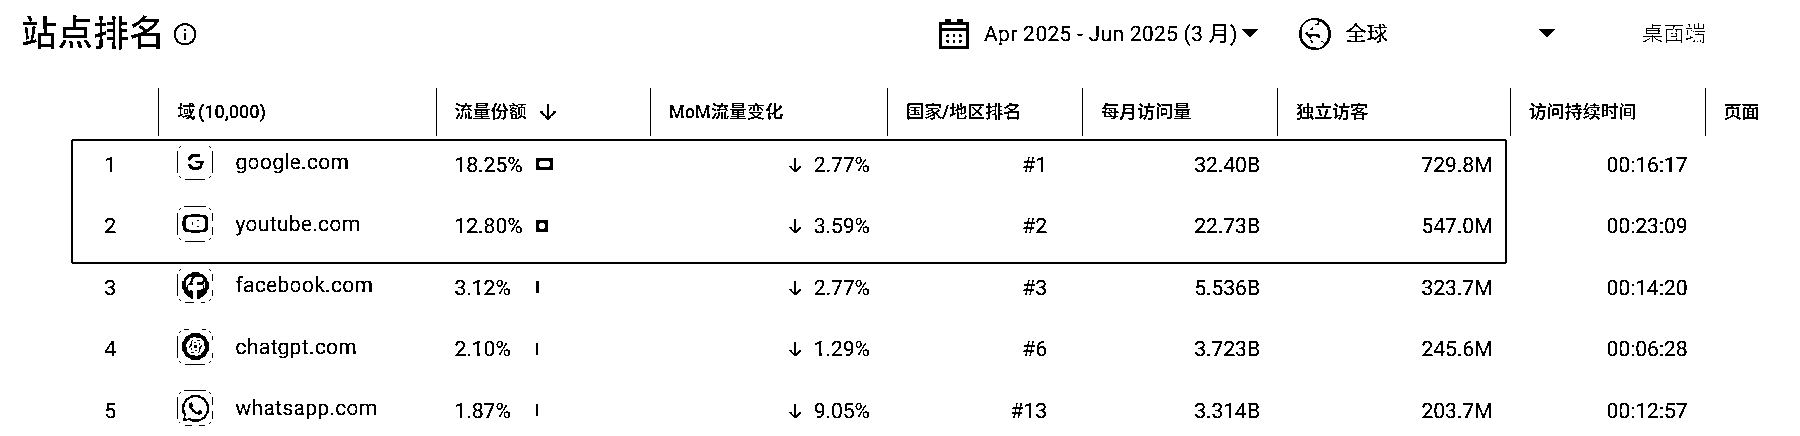 站点排名
Apr 2025 - Jun 2025 (3 月) 全球 桌面端
域(10,000) 流量份额 ↓ MoM流量变化 国家/地区排名 每月访问量 独立访客 访问持续时间 页面
1 google.com 18.25% ↓ 2.77% #1 32.40B 729.8M 00:16:17
2 youtube.com 12.80% ↓ 3.59% #2 22.73B 547.0M 00:23:09
3 facebook.com 3.12% ↓ 2.77% #3 5.536B 323.7M 00:14:20
4 chatgpt.com 2.10% ↓ 1.29% #6 3.723B 245.6M 00:06:28
5 whatsapp.com 1.87% ↓ 9.05% #13 3.314B 203.7M 00:12:57